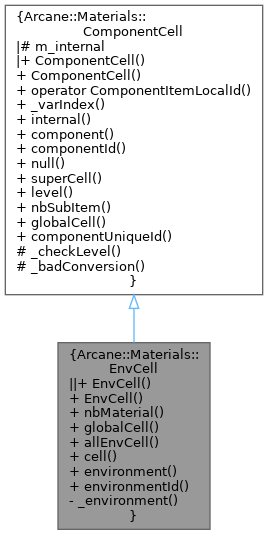 {Arcane::Materials::
ComponentCell
|# m_internal
|+ ComponentCell()
+ ComponentCell()
+ operator ComponentItemLocalId()
+ _varIndex()
+ internal()
+ component()
+ componentId()
+ null()
+ superCell()
+ level()
+ nbSubItem()
+ globalCell()
+ componentUniqueId()
# _checkLevel()
# _badConversion()
}
{Arcane::Materials::
EnvCell
||+ EnvCell()
+ EnvCell()
+ nbMaterial()
+ globalCell()
+ allEnvCell()
+ cell()
+ environment()
+ environmentId()
- _environment()
}